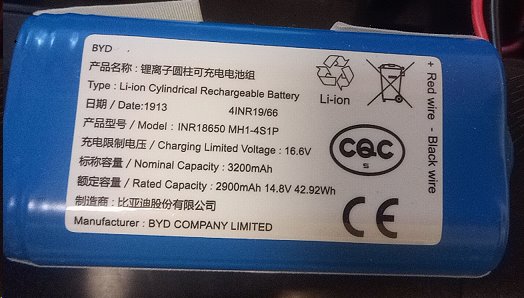 BYD
产品名称: 锂离子圆柱可充电电池组
Type : Li-ion Cylindrical Rechargeable Battery
日期 / Date:1913 4INR19/66
产品型号 / Model : INR18650 MH1-4S1P
充电限制电压 / Charging Limited Voltage : 16.6V
标称容量 / Nominal Capacity : 3200mAh
额定容量 / Rated Capacity : 2900mAh 14.8V 42.92Wh
制造商 : 比亚迪股份有限公司
Manufacturer : BYD COMPANY LIMITED
Li-ion
CQC
S
CE
+ Red wire - Black wire